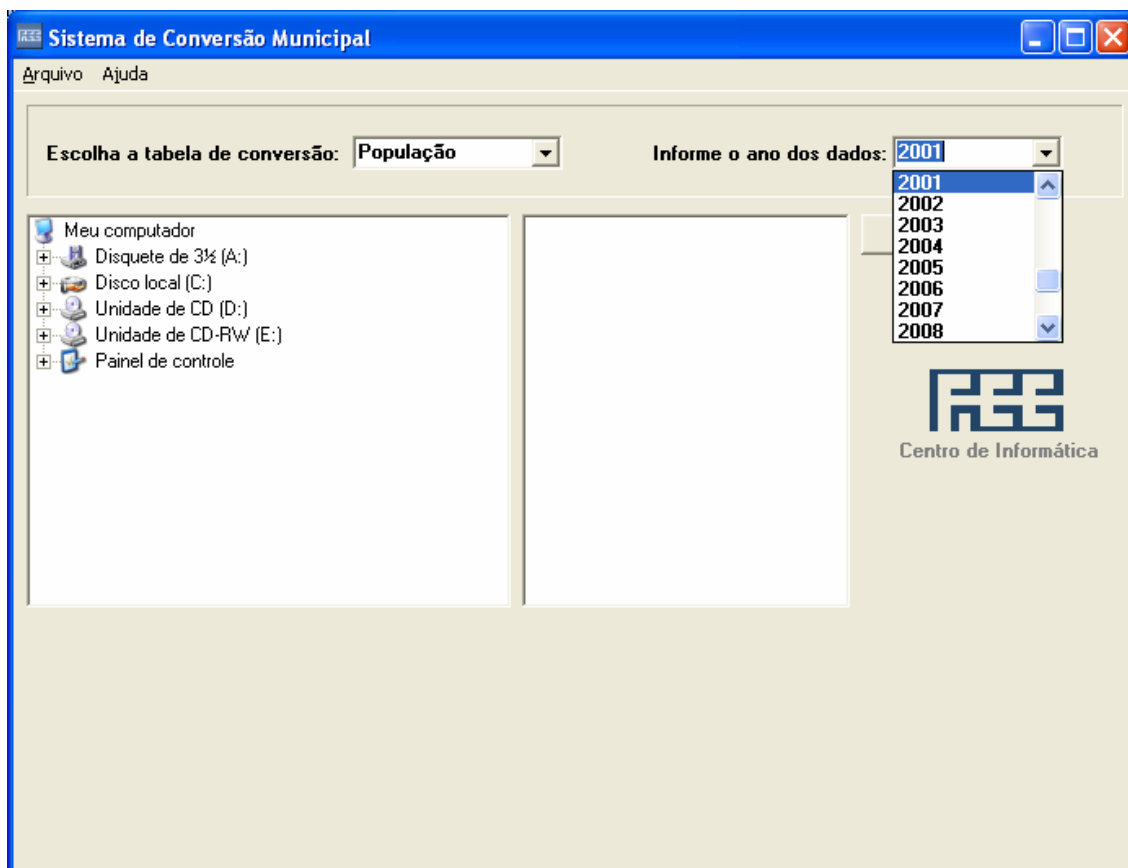 Sistema de Conversão Municipal
Arquivo Ajuda
Escolha a tabela de conversão: População Informe o ano dos dados: 2001
2001
2002
2003
2004
2005
2006
2007
2008
Meu computador
Disquete de 3½ (A:)
Disco local (C:)
Unidade de CD (D:)
Unidade de CD-RW (E:)
Painel de controle
FEE
Centro de Informática